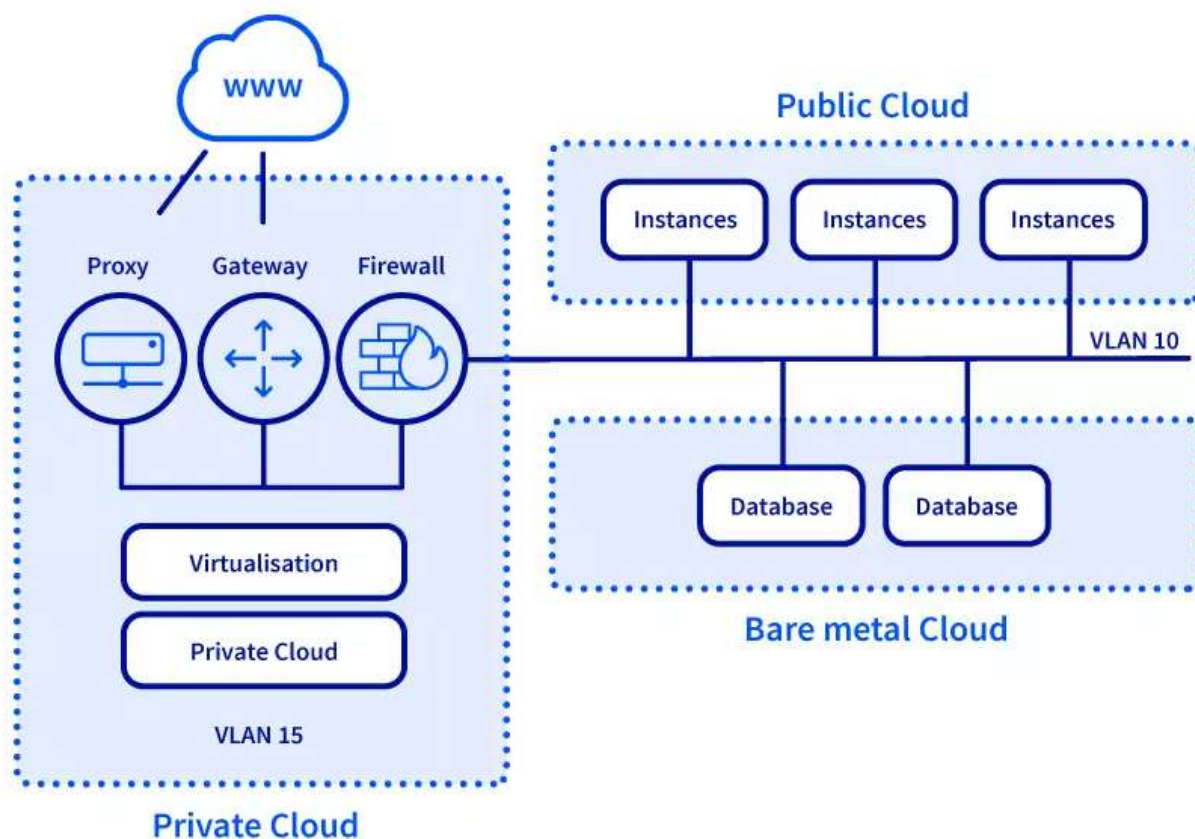 www
Public Cloud
Instances
Instances
Instances
Proxy
Gateway
Firewall
VLAN 10
Database
Database
Virtualisation
Private Cloud
Bare metal Cloud
VLAN 15
Private Cloud